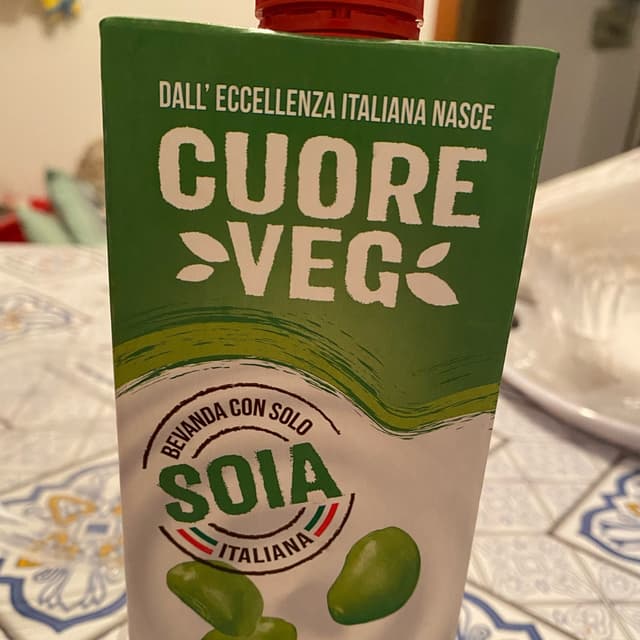 DALL' ECCELLENZA ITALIANA NASCE
CUORE
VEG
BEVANDA CON SOLO
SOIA
ITALIANA